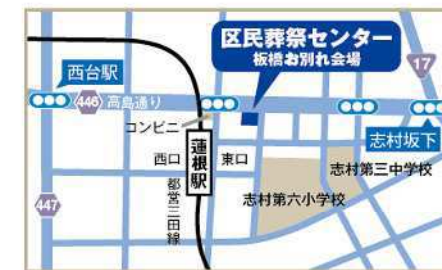 区民葬祭センター
板橋お別れ会場
17
西台駅
446
高島通り
コンビニ
志村坂下
西口
蓮根駅
東口
志村第三中学校
都営三田線
志村第六小学校
447